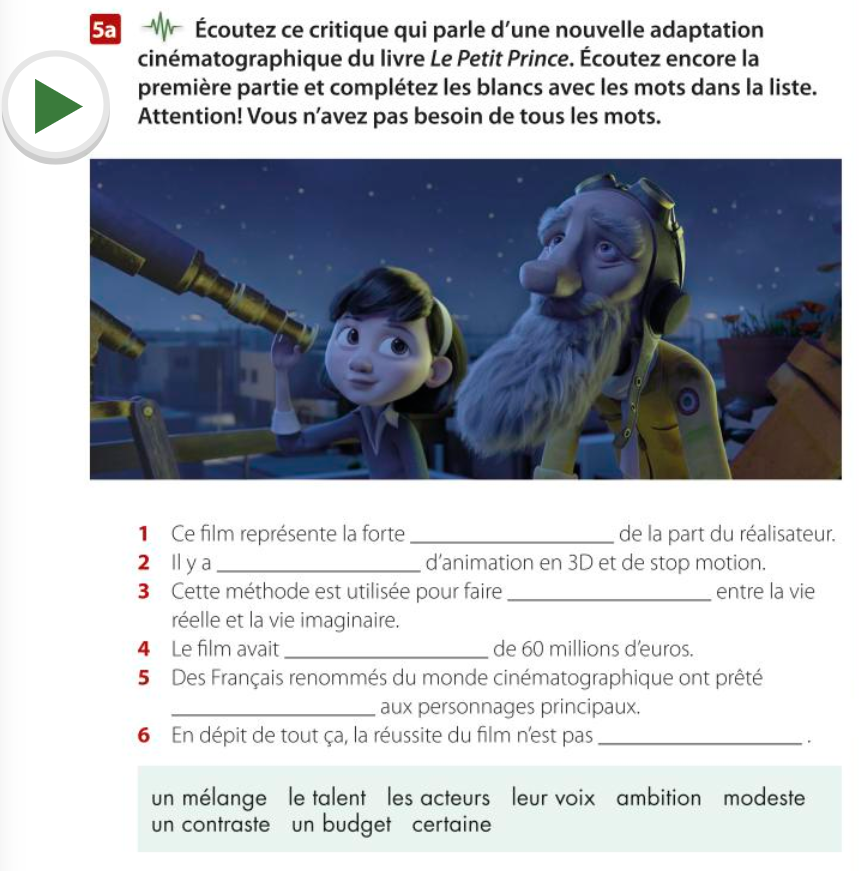 5a Écoutez ce critique qui parle d’une nouvelle adaptation
cinématographique du livre Le Petit Prince. Écoutez encore la
première partie et complétez les blancs avec les mots dans la liste.
Attention! Vous n’avez pas besoin de tous les mots.
1 Ce film représente la forte ____________________ de la part du réalisateur.
2 Il y a ____________________ d’animation en 3D et de stop motion.
3 Cette méthode est utilisée pour faire ____________________ entre la vie
réelle et la vie imaginaire.
4 Le film avait ____________________ de 60 millions d’euros.
5 Des Français renommés du monde cinématographique ont prêté
____________________ aux personnages principaux.
6 En dépit de tout ça, la réussite du film n’est pas ____________________ .
un mélange le talent les acteurs leur voix ambition modeste
un contraste un budget certaine